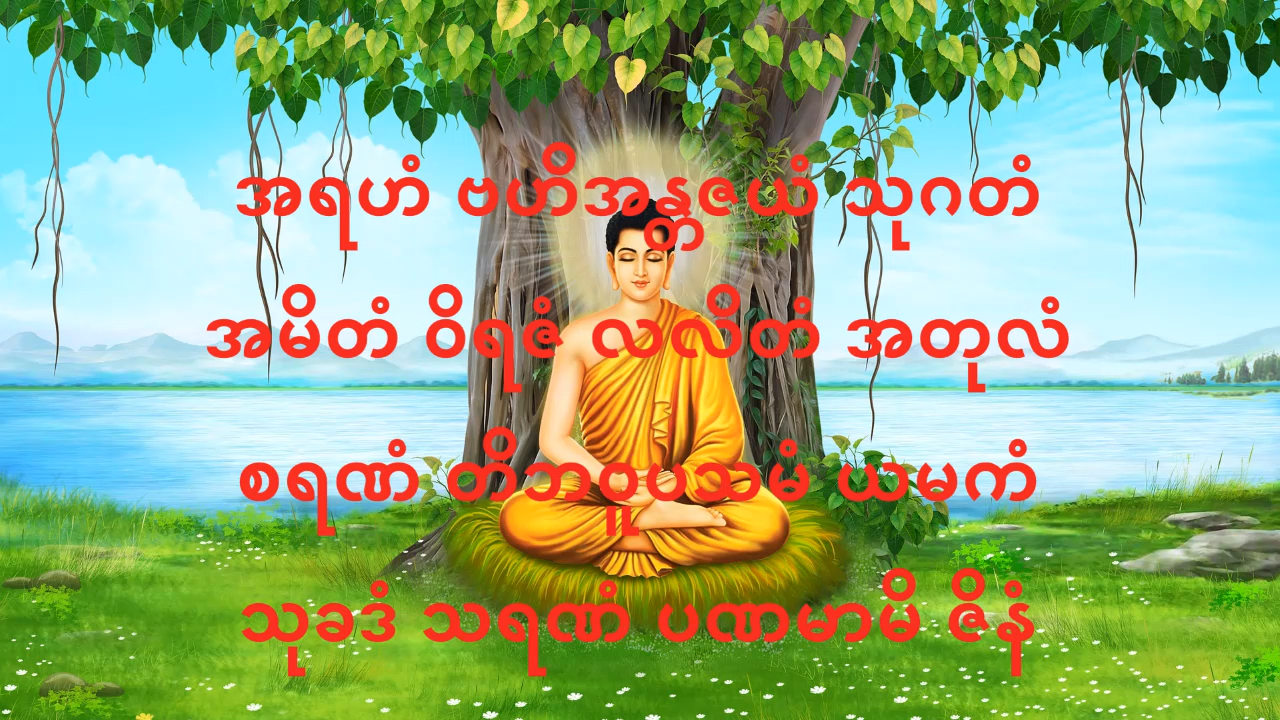 အရဟံ ဗဟိအန္တဇယံ သုဂတံ
အမိတံ ဝိရဇံ လလိတံ အတုလံ
စရဏံ တိဘဝူပသမံ ယမကံ
သုခဒံ သရဏံ ပဏမာမိ ဇိနံ